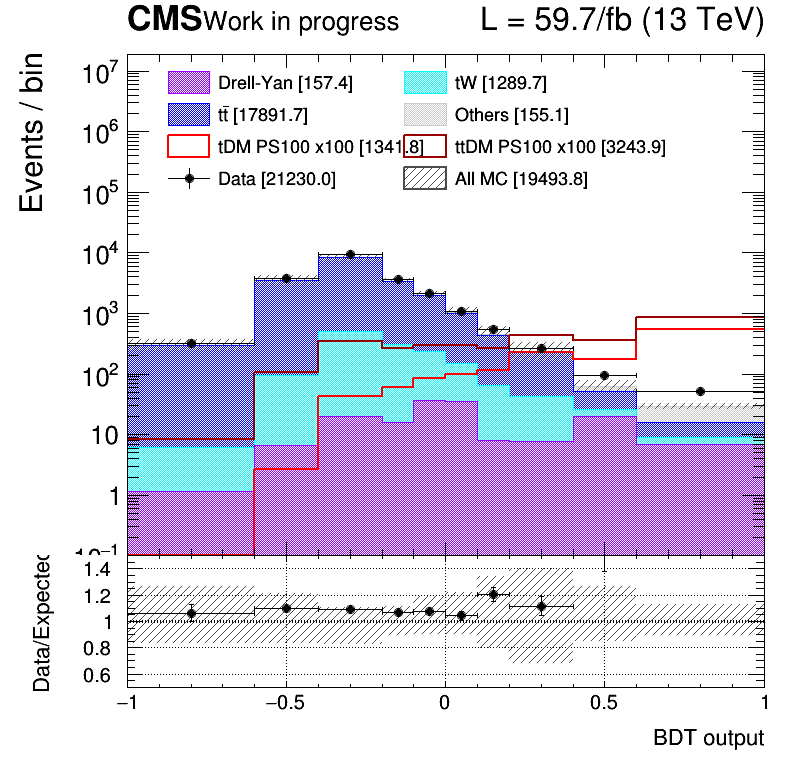 CMS Work in progress L = 59.7/fb (13 TeV)
Events / bin
10⁷
10⁶
10⁵
10⁴
10³
10²
10
1
10⁻¹
Drell-Yan [157.4] tW [1289.7]
tt̄ [17891.7] Others [155.1]
tDM PS100 x100 [1341.8] ttDM PS100 x100 [3243.9]
Data [21230.0] All MC [19493.8]
Data/Expected
1.4
1.2
1
0.8
0.6
−1 −0.5 0 0.5 1
BDT output